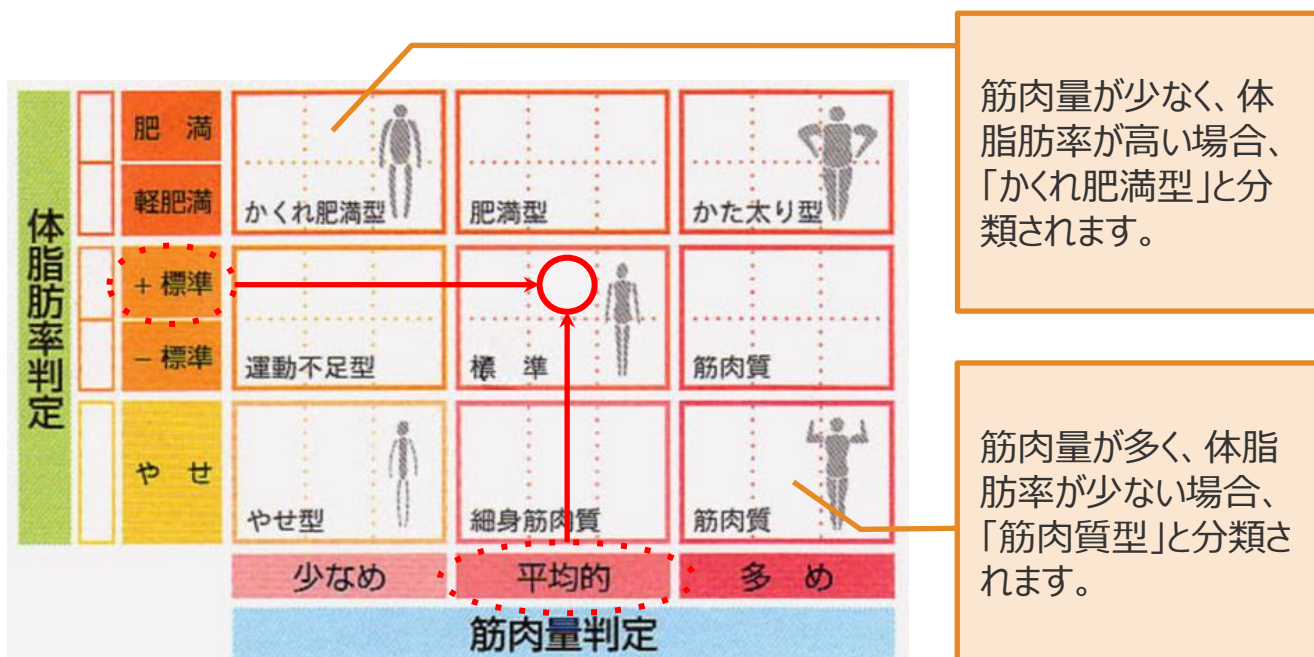 筋肉量が少なく、体
脂肪率が高い場合、
「かくれ肥満型」と分
類されます。
体脂肪率判定
肥 満
軽肥満
かくれ肥満型
肥満型
かた太り型
+標準
-標準
運動不足型
標 準
筋肉質
やせ
やせ型
細身筋肉質
筋肉質
少なめ
平均的
多 め
筋肉量判定
筋肉量が多く、体脂
肪率が少ない場合、
「筋肉質型」と分類さ
れます。